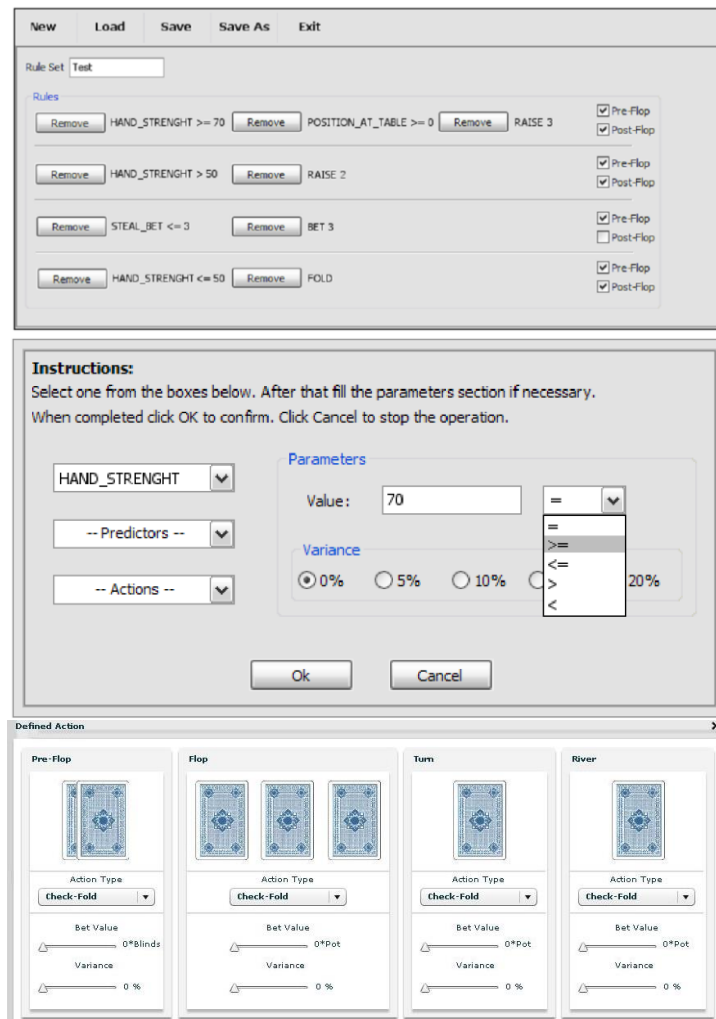 New Load Save Save As Exit
Rule Set Test
Rules
Remove HAND_STRENGHT >= 70 Remove POSITION_AT_TABLE >= 0 Remove RAISE 3 Pre-Flop
Post-Flop
Remove HAND_STRENGHT > 50 Remove RAISE 2 Pre-Flop
Post-Flop
Remove STEAL_BET <= 3 Remove BET 3 Pre-Flop
Post-Flop
Remove HAND_STRENGHT <= 50 Remove FOLD Pre-Flop
Post-Flop
Instructions:
Select one from the boxes below. After that fill the parameters section if necessary.
When completed click OK to confirm. Click Cancel to stop the operation.
Parameters
HAND_STRENGHT Value: 70 =
=
-- Predictors -- >=
Variance <=
0% 5% 10% > 20%
-- Actions -- <
Ok Cancel
Defined Action x
Pre-Flop Flop Turn River
Action Type Action Type Action Type Action Type
Check-Fold Check-Fold Check-Fold Check-Fold
Bet Value Bet Value Bet Value Bet Value
0*Blinds 0*Pot 0*Pot 0*Pot
Variance Variance Variance Variance
0 % 0 % 0 % 0 %